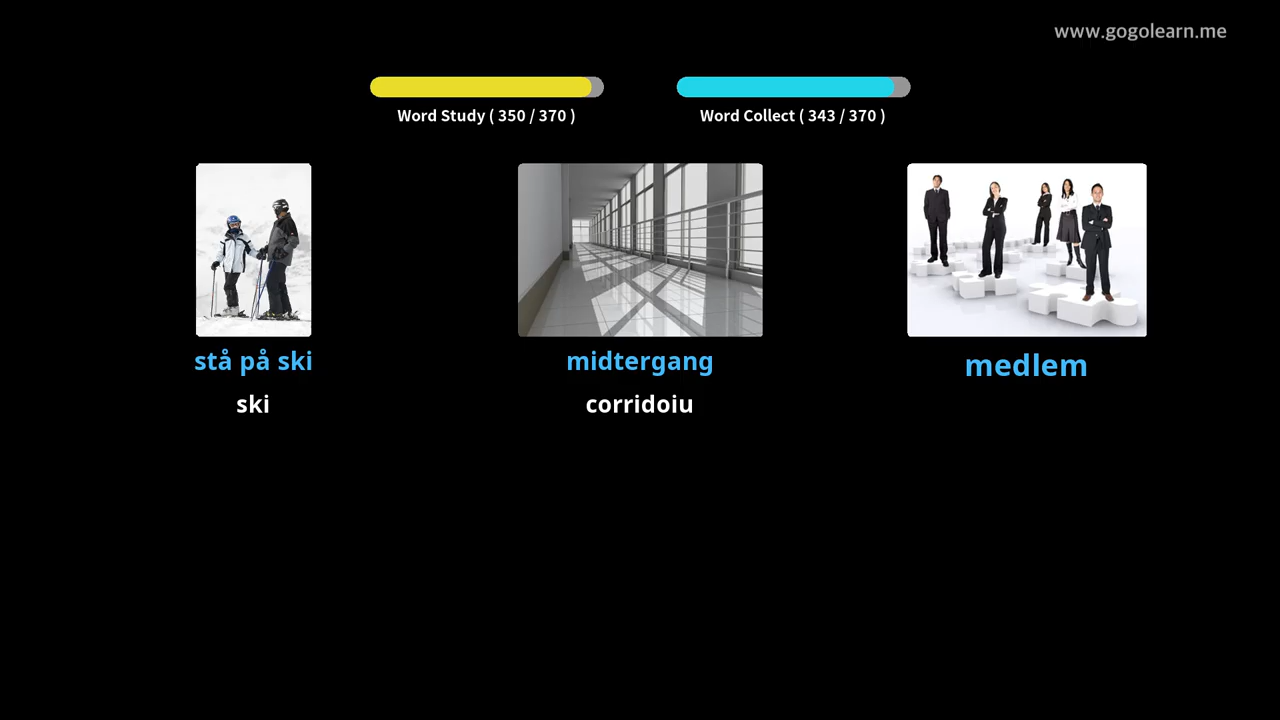 www.gogolearn.me
Word Study ( 350 / 370 )
Word Collect ( 343 / 370 )
stå på ski
midtergang
medlem
ski
corridoiu